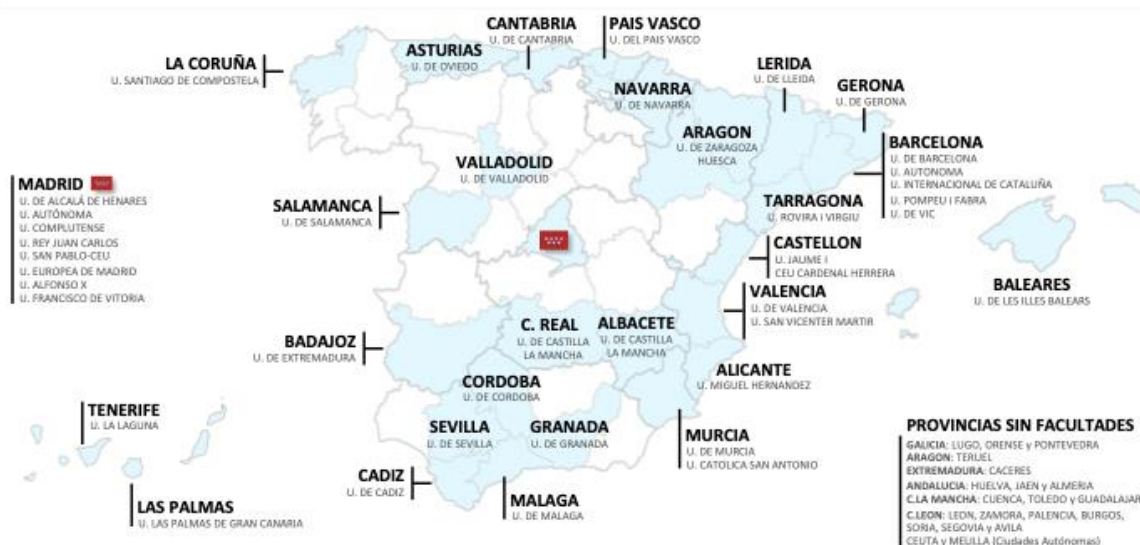 CANTABRIA
U. DE CANTABRIA
PAIS VASCO
U. DEL PAIS VASCO
ASTURIAS
U. DE OVIEDO
LA CORUÑA
U. SANTIAGO DE COMPOSTELA
LERIDA
U. DE LLEIDA
NAVARRA
U. DE NAVARRA
GERONA
U. DE GERONA
ARAGON
U. DE ZARAGOZA
HUESCA
BARCELONA
U. DE BARCELONA
U. AUTONOMA
U. INTERNACIONAL DE CATALUÑA
U. POMPEU I FABRA
U. DE VIC
VALLADOLID
U. DE VALLADOLID
MADRID
U. DE ALCALÁ DE HENARES
U. AUTÓNOMA
U. COMPLUTENSE
U. REY JUAN CARLOS
U. SAN PABLO-CEU
U. EUROPEA DE MADRID
U. ALFONSO X
U. FRANCISCO DE VITORIA
SALAMANCA
U. DE SALAMANCA
TARRAGONA
U. ROVIRA I VIRGIU
CASTELLON
U. JAUME I
CEU CARDENAL HERRERA
BALEARES
U. DE LES ILLES BALEARS
VALENCIA
U. DE VALENCIA
U. SAN VICENTER MARTIR
BADAJOZ
U. DE EXTREMADURA
C. REAL
U. DE CASTILLA
LA MANCHA
ALBACETE
U. DE CASTILLA
LA MANCHA
ALICANTE
U. MIGUEL HERNANDEZ
CORDOBA
U. DE CORDOBA
TENERIFE
U. LA LAGUNA
SEVILLA
U. DE SEVILLA
GRANADA
U. DE GRANADA
MURCIA
U. DE MURCIA
U. CATOLICA SAN ANTONIO
CADIZ
U. DE CADIZ
MALAGA
U. DE MALAGA
LAS PALMAS
U. LAS PALMAS DE GRAN CANARIA
PROVINCIAS SIN FACULTADES
GALICIA: LUGO, ORENSE y PONTEVEDRA
ARAGON: TERUEL
EXTREMADURA: CACERES
ANDALUCIA: HUELVA, JAEN y ALMERIA
C.LA MANCHA: CUENCA, TOLEDO y GUADALAJAR
C.LEON: LEON, ZAMORA, PALENCIA, BURGOS,
SORIA, SEGOVIA y AVILA
CEUTA y MELILLA (Ciudades Autónomas)